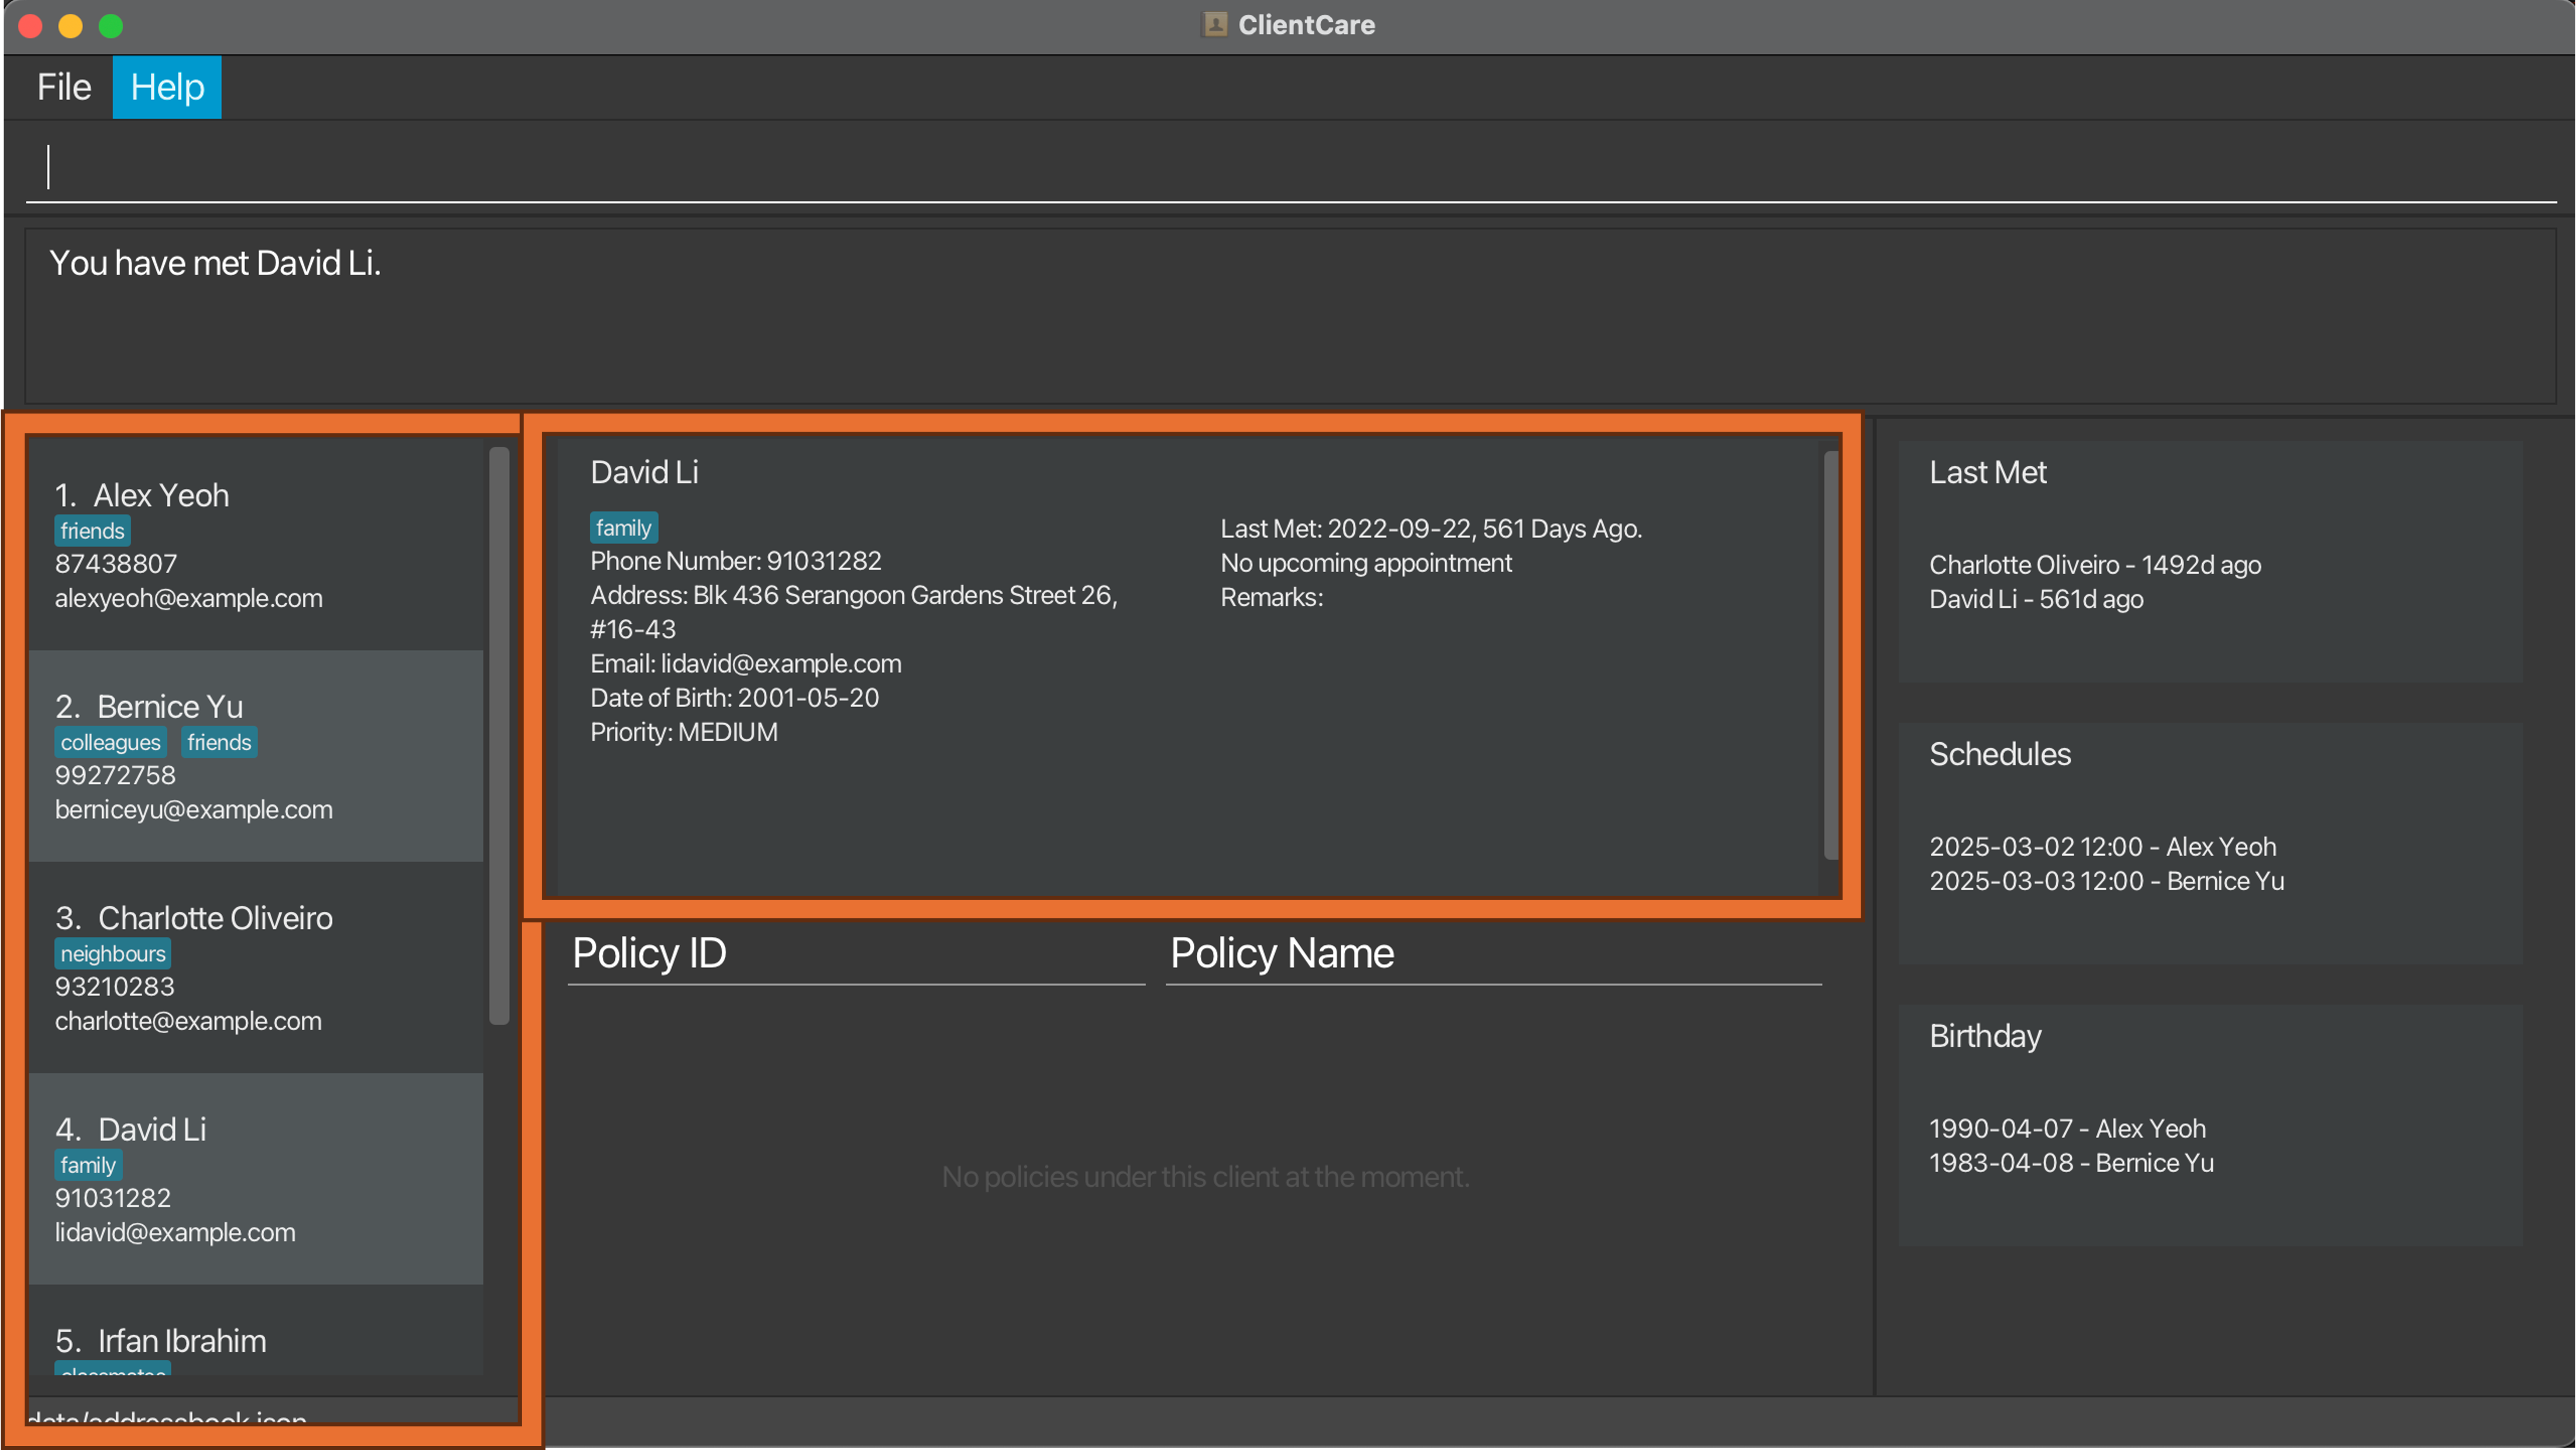 ClientCare
File Help
You have met David Li.
1. Alex Yeoh
friends
87438807
alexyeoh@example.com
2. Bernice Yu
colleagues friends
99272758
berniceyu@example.com
3. Charlotte Oliveiro
neighbours
93210283
charlotte@example.com
4. David Li
family
91031282
lidavid@example.com
5. Irfan Ibrahim
classmates
data/addressbook.json
David Li
family
Phone Number: 91031282
Address: Blk 436 Serangoon Gardens Street 26,
#16-43
Email: lidavid@example.com
Date of Birth: 2001-05-20
Priority: MEDIUM
Last Met: 2022-09-22, 561 Days Ago.
No upcoming appointment
Remarks:
Policy ID Policy Name
No policies under this client at the moment.
Last Met
Charlotte Oliveiro - 1492d ago
David Li - 561d ago
Schedules
2025-03-02 12:00 - Alex Yeoh
2025-03-03 12:00 - Bernice Yu
Birthday
1990-04-07 - Alex Yeoh
1983-04-08 - Bernice Yu